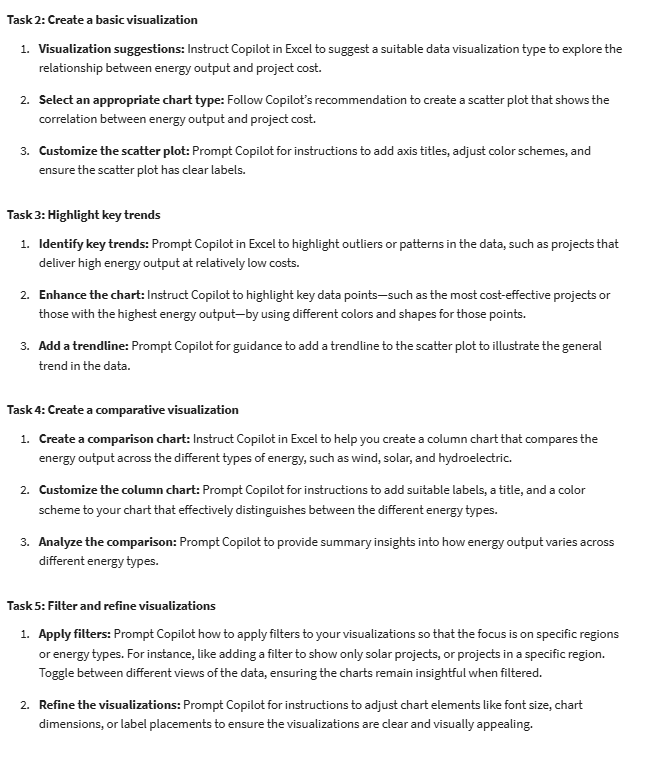 Task 2: Create a basic visualization
1. Visualization suggestions: Instruct Copilot in Excel to suggest a suitable data visualization type to explore the
relationship between energy output and project cost.
2. Select an appropriate chart type: Follow Copilot's recommendation to create a scatter plot that shows the
correlation between energy output and project cost.
3. Customize the scatter plot: Prompt Copilot for instructions to add axis titles, adjust color schemes, and
ensure the scatter plot has clear labels.
Task 3: Highlight key trends
1. Identify key trends: Prompt Copilot in Excel to highlight outliers or patterns in the data, such as projects that
deliver high energy output at relatively low costs.
2. Enhance the chart: Instruct Copilot to highlight key data points—such as the most cost-effective projects or
those with the highest energy output—by using different colors and shapes for those points.
3. Add a trendline: Prompt Copilot for guidance to add a trendline to the scatter plot to illustrate the general
trend in the data.
Task 4: Create a comparative visualization
1. Create a comparison chart: Instruct Copilot in Excel to help you create a column chart that compares the
energy output across the different types of energy, such as wind, solar, and hydroelectric.
2. Customize the column chart: Prompt Copilot for instructions to add suitable labels, a title, and a color
scheme to your chart that effectively distinguishes between the different energy types.
3. Analyze the comparison: Prompt Copilot to provide summary insights into how energy output varies across
different energy types.
Task 5: Filter and refine visualizations
1. Apply filters: Prompt Copilot how to apply filters to your visualizations so that the focus is on specific regions
or energy types. For instance, like adding a filter to show only solar projects, or projects in a specific region.
Toggle between different views of the data, ensuring the charts remain insightful when filtered.
2. Refine the visualizations: Prompt Copilot for instructions to adjust chart elements like font size, chart
dimensions, or label placements to ensure the visualizations are clear and visually appealing.